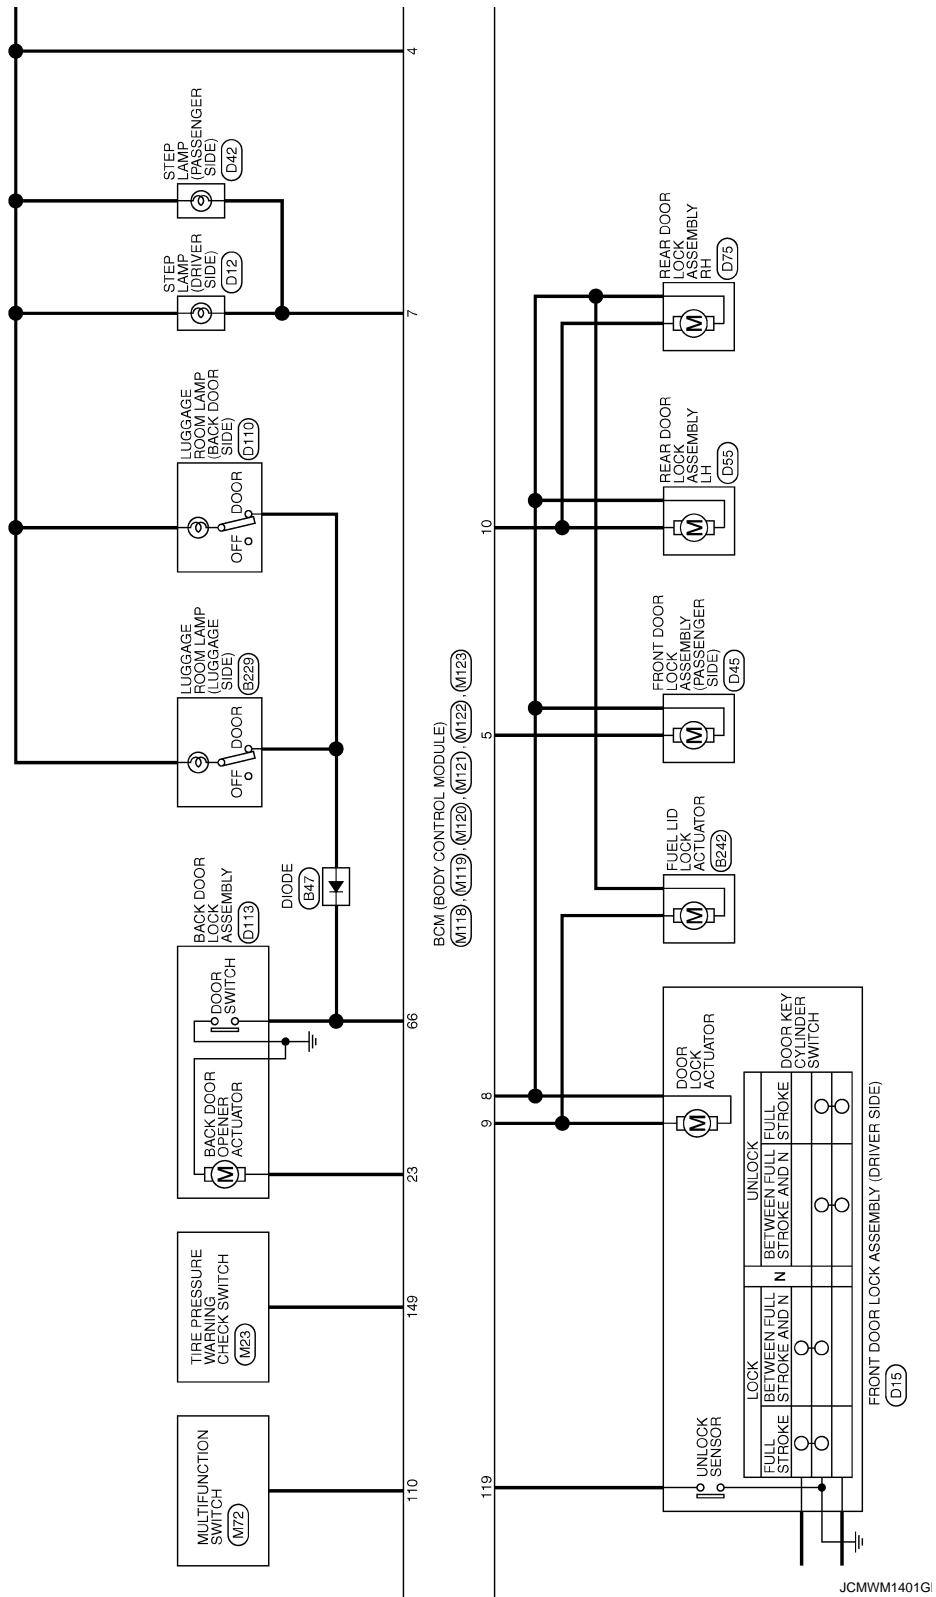 4
STEP
LAMP
(PASSENGER
SIDE)
D42
STEP
LAMP
(DRIVER
SIDE)
D12
7
LUGGAGE
ROOM LAMP
(BACK DOOR
SIDE)
D110
OFF
DOOR
LUGGAGE
ROOM LAMP
(LUGGAGE
SIDE)
B229
OFF
DOOR
DIODE
B47
BACK DOOR
LOCK
ASSEMBLY
D113
DOOR
SWITCH
BACK DOOR
OPENER
ACTUATOR
M
66
23
TIRE PRESSURE
WARNING
CHECK SWITCH
M23
149
MULTIFUNCTION
SWITCH
M72
110
BCM (BODY CONTROL MODULE)
M118, M119, M120, M121, M122, M123
REAR DOOR
LOCK
ASSEMBLY
RH
D75
M
REAR DOOR
LOCK
ASSEMBLY
LH
D55
M
10
FRONT DOOR
LOCK
ASSEMBLY
(PASSENGER
SIDE)
D45
M
5
FUEL LID
LOCK
ACTUATOR
B242
M
8
9
DOOR
LOCK
ACTUATOR
M
119
UNLOCK
SENSOR
DOOR KEY
CYLINDER
SWITCH
LOCK
N
UNLOCK
FULL
STROKE
BETWEEN FULL
STROKE AND N
BETWEEN FULL
STROKE AND N
FULL
STROKE
FRONT DOOR LOCK ASSEMBLY (DRIVER SIDE)
D15